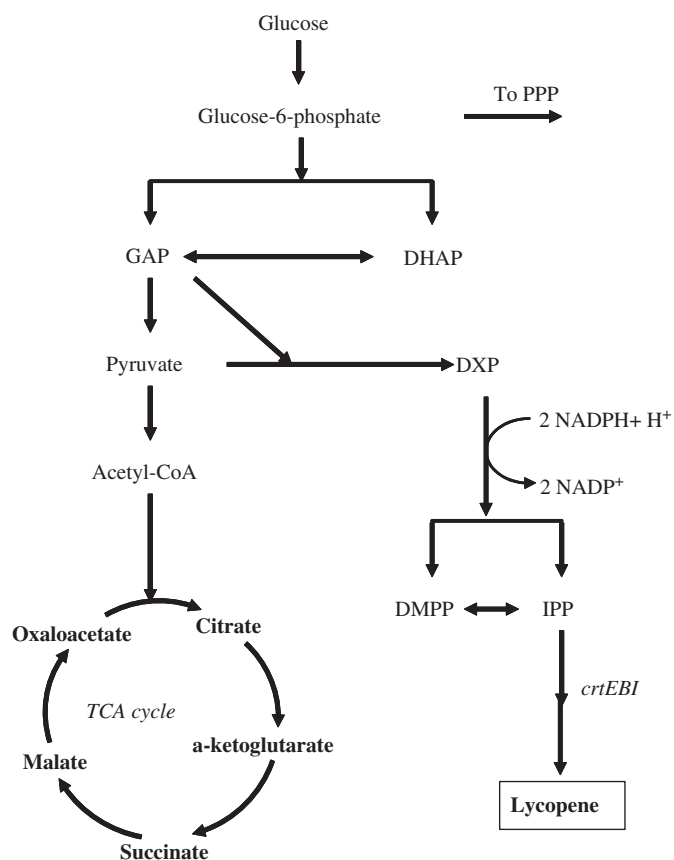 Glucose
To PPP
Glucose-6-phosphate
GAP
DHAP
Pyruvate
DXP
2 NADPH+ H⁺
Acetyl-CoA
2 NADP⁺
DMPP
IPP
Oxaloacetate
Citrate
crtEBI
TCA cycle
a-ketoglutarate
Malate
Lycopene
Succinate